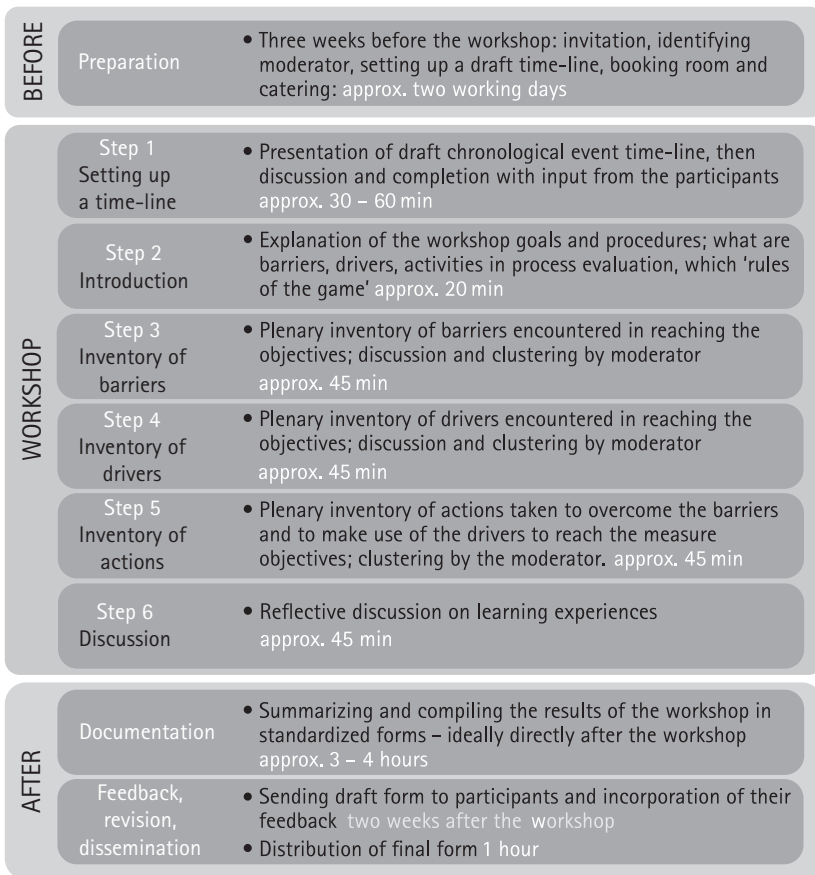 BEFORE
Preparation
• Three weeks before the workshop: invitation, identifying
moderator, setting up a draft time-line, booking room and
catering: approx. two working days
WORKSHOP
Step 1
Setting up
a time-line
• Presentation of draft chronological event time-line, then
discussion and completion with input from the participants
approx. 30 – 60 min
Step 2
Introduction
• Explanation of the workshop goals and procedures; what are
barriers, drivers, activities in process evaluation, which ‘rules
of the game’ approx. 20 min
Step 3
Inventory of
barriers
• Plenary inventory of barriers encountered in reaching the
objectives; discussion and clustering by moderator
approx. 45 min
Step 4
Inventory of
drivers
• Plenary inventory of drivers encountered in reaching the
objectives; discussion and clustering by moderator
approx. 45 min
Step 5
Inventory of
actions
• Plenary inventory of actions taken to overcome the barriers
and to make use of the drivers to reach the measure
objectives; clustering by the moderator. approx. 45 min
Step 6
Discussion
• Reflective discussion on learning experiences
approx. 45 min
AFTER
Documentation
• Summarizing and compiling the results of the workshop in
standardized forms – ideally directly after the workshop
approx. 3 – 4 hours
Feedback,
revision,
dissemination
• Sending draft form to participants and incorporation of their
feedback two weeks after the workshop
• Distribution of final form 1 hour